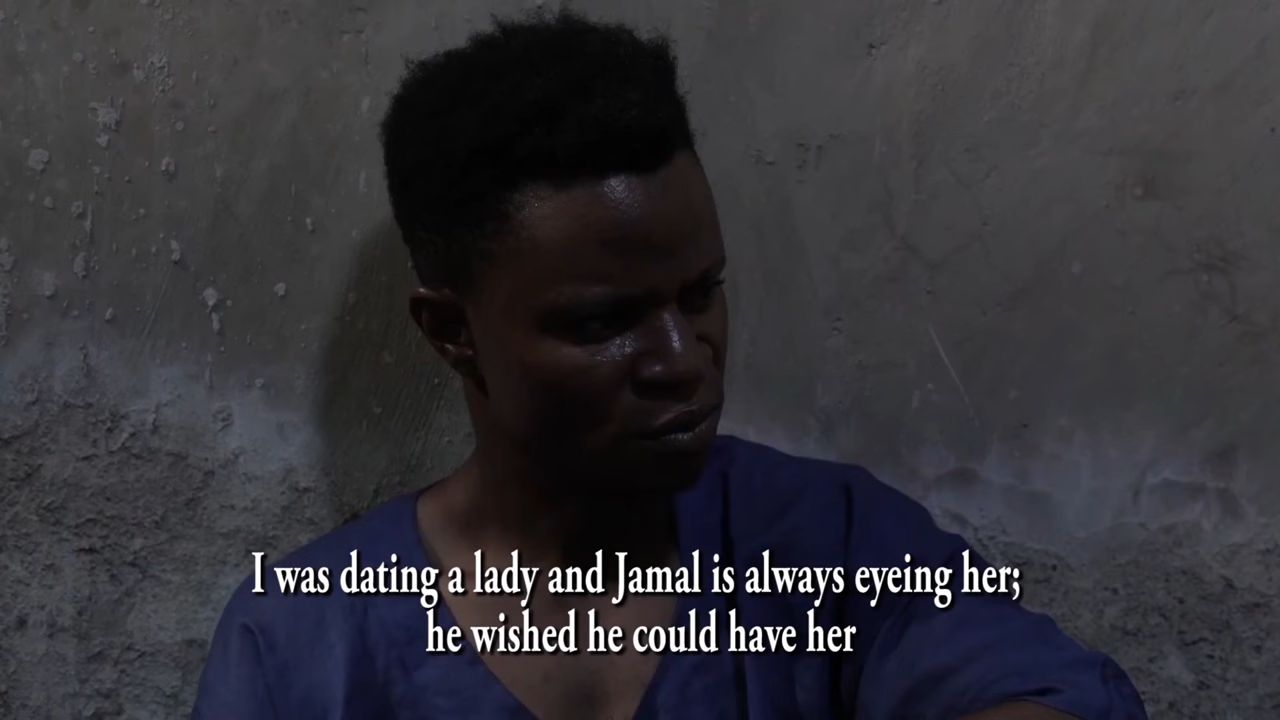 I was dating a lady and Jamal is always eyeing her;
he wished he could have her